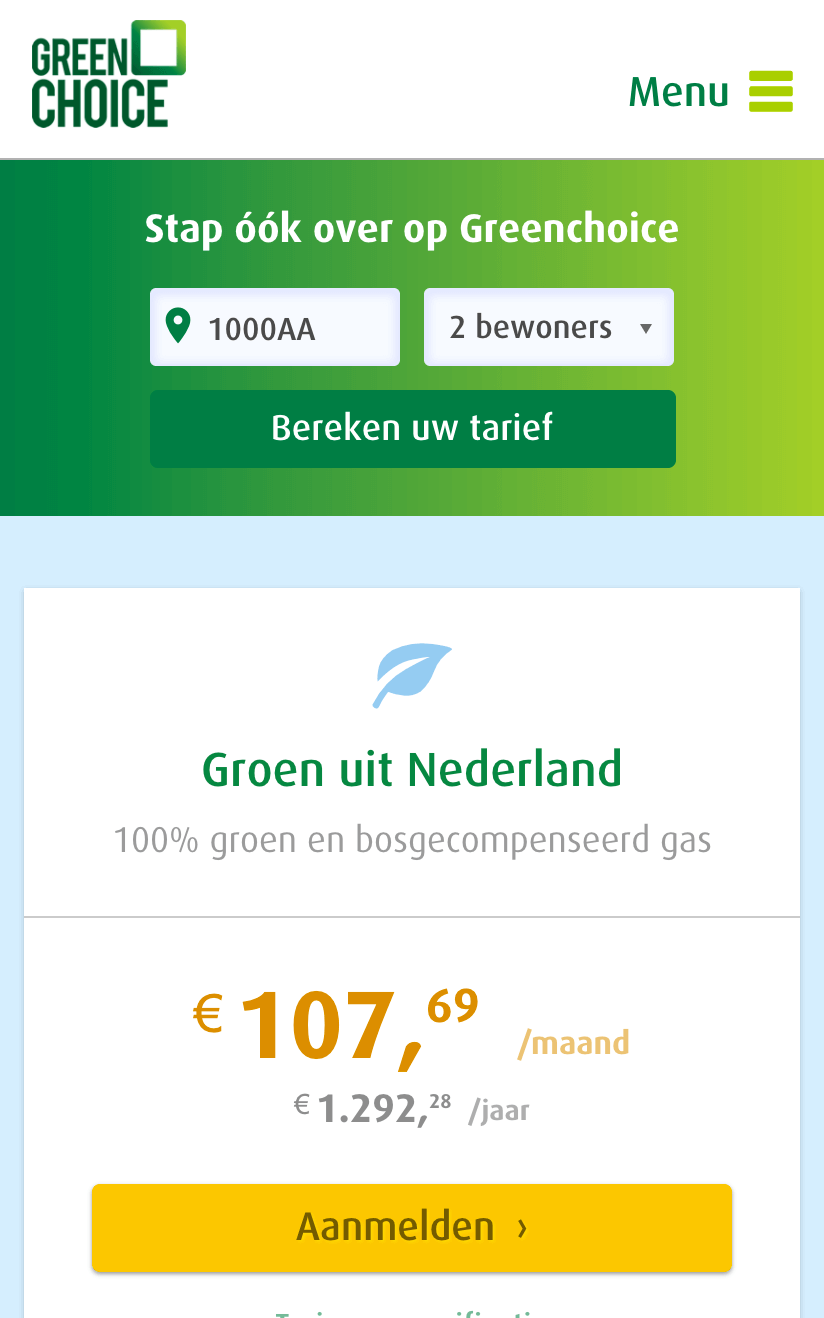 GREEN
CHOICE
Menu
Stap óók over op Greenchoice
1000AA
2 bewoners
Bereken uw tarief
Groen uit Nederland
100% groen en bosgecompenseerd gas
€ 107,69 /maand
€ 1.292,28 /jaar
Aanmelden ›